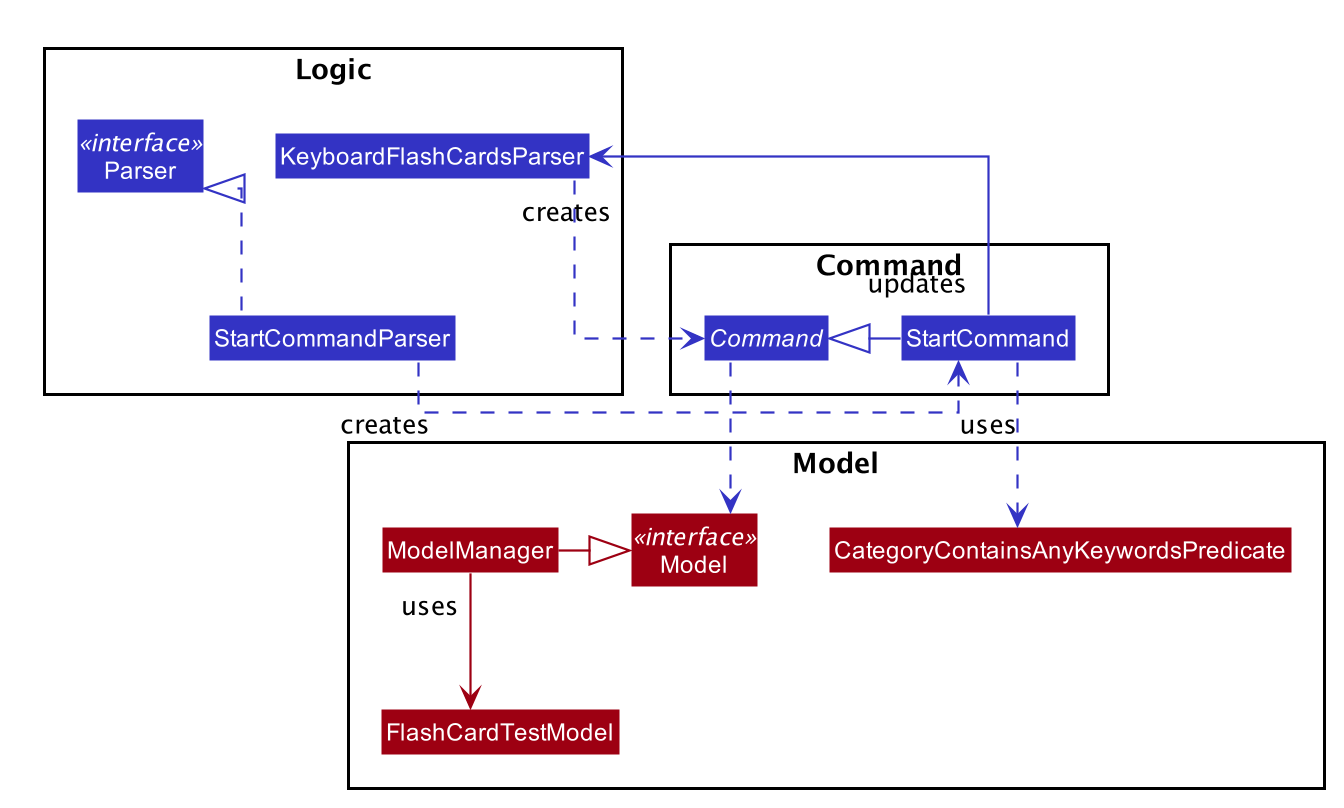 Logic
«interface»
Parser
KeyboardFlashCardsParser
creates
Command
updates
StartCommandParser
Command
StartCommand
creates
uses
Model
ModelManager
«interface»
Model
CategoryContainsAnyKeywordsPredicate
uses
FlashCardTestModel